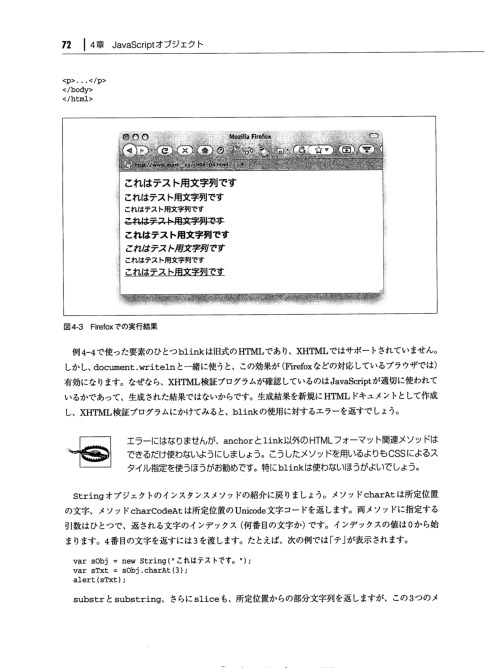 72 4章 JavaScriptオブジェクト
<p>...</p>
</body>
</html>
Mozilla Firefox
これはテスト用文字列です
これはテスト用文字列です
これはテスト用文字列です
これはテスト用文字列です
これはテスト用文字列です
これはテスト用文字列です
これはテスト用文字列です
これはテスト用文字列です
図4-3 Firefoxでの実行結果
例4-4で使った要素のひとつblinkは旧式のHTMLであり、XHTMLではサポートされていません。
しかし、document.writelnと一緒に使うと、この効果が(Firefoxなどの対応しているブラウザでは)
有効になります。なぜなら、XHTML検証プログラムが確認しているのはJavaScriptが適切に使われて
いるかであって、生成された結果ではないからです。生成結果を新規にHTMLドキュメントとして作成
し、XHTML検証プログラムにかけてみると、blinkの使用に対するエラーを返すでしょう。
エラーにはなりませんが、anchorとlink以外のHTMLフォーマット関連メソッドは
できるだけ使わないようにしましょう。こうしたメソッドを用いるよりもCSSによるス
タイル指定を使うほうがお勧めです。特にblinkは使わないほうがよいでしょう。
Stringオブジェクトのインスタンスメソッドの紹介に戻りましょう。メソッドcharAtは所定位置
の文字、メソッドcharCodeAtは所定位置のUnicode文字コードを返します。両メソッドに指定する
引数はひとつで、返される文字のインデックス(何番目の文字か)です。インデックスの値は0から始
まります。4番目の文字を返すには3を渡します。たとえば、次の例では「テ」が表示されます。
var sObj = new String("これはテストです。");
var sTxt = sObj.charAt(3);
alert(sTxt);
substrとsubstring、さらにsliceも、所定位置からの部分文字列を返しますが、この3つのメ